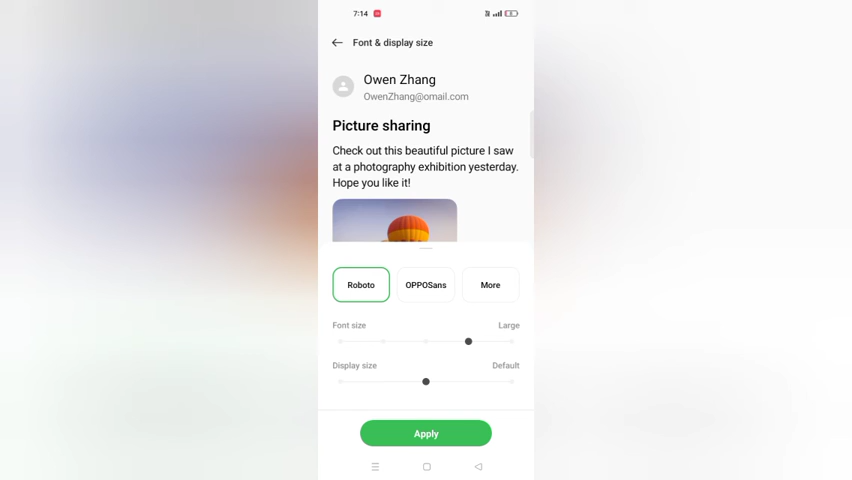 7:14
Font & display size
Owen Zhang
OwenZhang@omail.com
Picture sharing
Check out this beautiful picture I saw
at a photography exhibition yesterday.
Hope you like it!
Roboto OPPOSans More
Font size Large
Display size Default
Apply